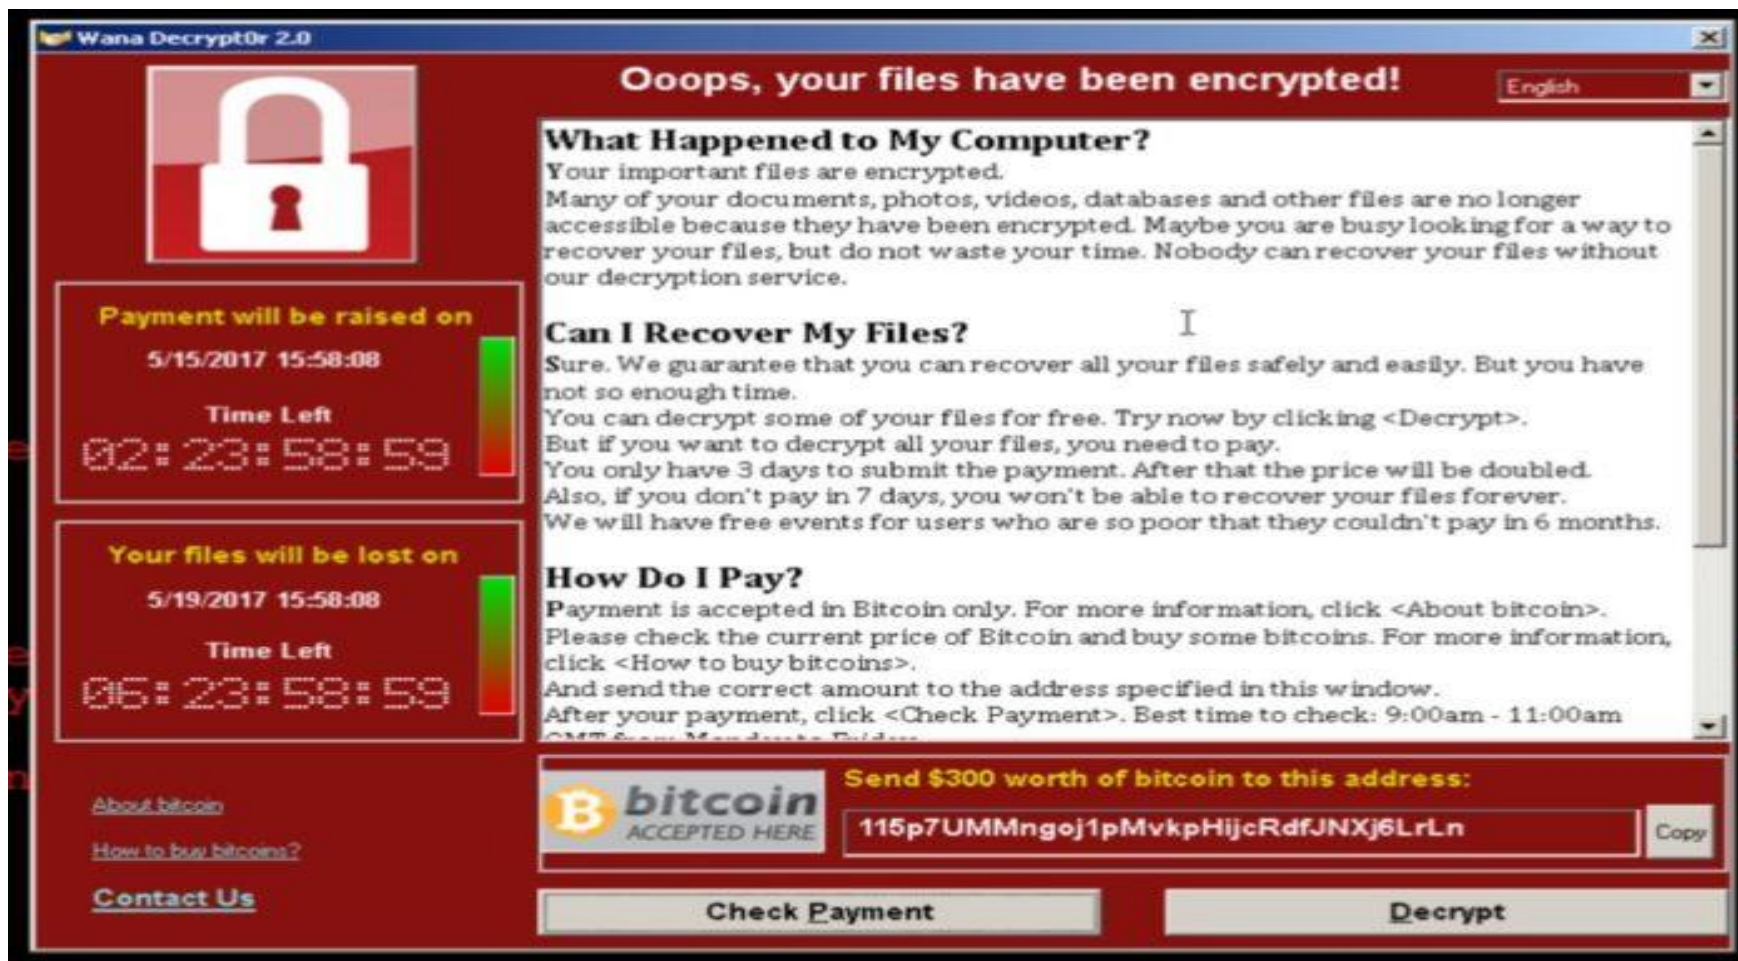 Wana Decrypt0r 2.0
Ooops, your files have been encrypted!
English
Payment will be raised on
5/15/2017 15:58:08
Time Left
02:23:58:59
Your files will be lost on
5/19/2017 15:58:08
Time Left
06:23:58:59
About bitcoin
How to buy bitcoins?
Contact Us
What Happened to My Computer?
Your important files are encrypted.
Many of your documents, photos, videos, databases and other files are no longer
accessible because they have been encrypted. Maybe you are busy looking for a way to
recover your files, but do not waste your time. Nobody can recover your files without
our decryption service.
Can I Recover My Files?
Sure. We guarantee that you can recover all your files safely and easily. But you have
not so enough time.
You can decrypt some of your files for free. Try now by clicking <Decrypt>.
But if you want to decrypt all your files, you need to pay.
You only have 3 days to submit the payment. After that the price will be doubled.
Also, if you don't pay in 7 days, you won't be able to recover your files forever.
We will have free events for users who are so poor that they couldn't pay in 6 months.
How Do I Pay?
Payment is accepted in Bitcoin only. For more information, click <About bitcoin>.
Please check the current price of Bitcoin and buy some bitcoins. For more information,
click <How to buy bitcoins>.
And send the correct amount to the address specified in this window.
After your payment, click <Check Payment>. Best time to check: 9:00am - 11:00am
bitcoin
ACCEPTED HERE
Send $300 worth of bitcoin to this address:
115p7UMMngoj1pMvkpHijcRdfJNXj6LrLn
Copy
Check Payment
Decrypt